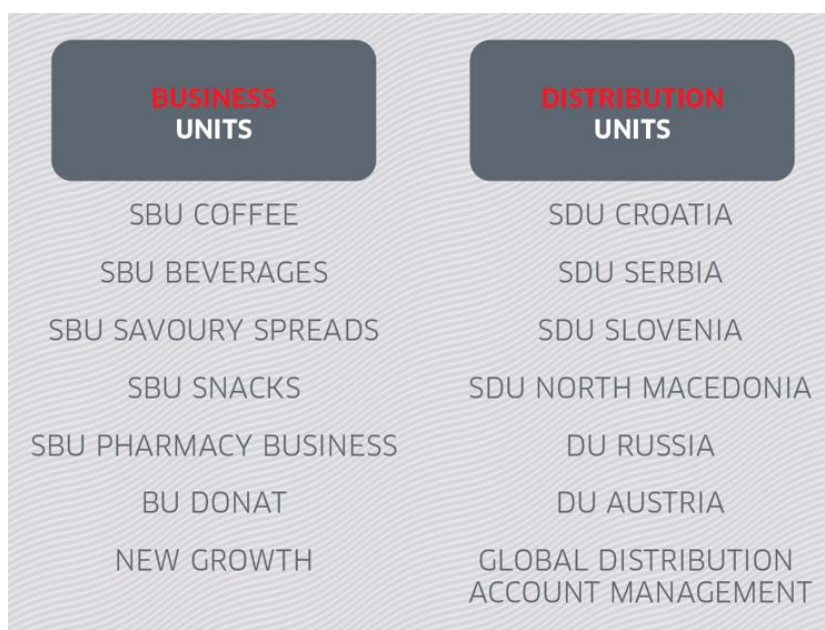 BUSINESS
UNITS
SBU COFFEE
SBU BEVERAGES
SBU SAVOURY SPREADS
SBU SNACKS
SBU PHARMACY BUSINESS
BU DONAT
NEW GROWTH
DISTRIBUTION
UNITS
SDU CROATIA
SDU SERBIA
SDU SLOVENIA
SDU NORTH MACEDONIA
DU RUSSIA
DU AUSTRIA
GLOBAL DISTRIBUTION
ACCOUNT MANAGEMENT